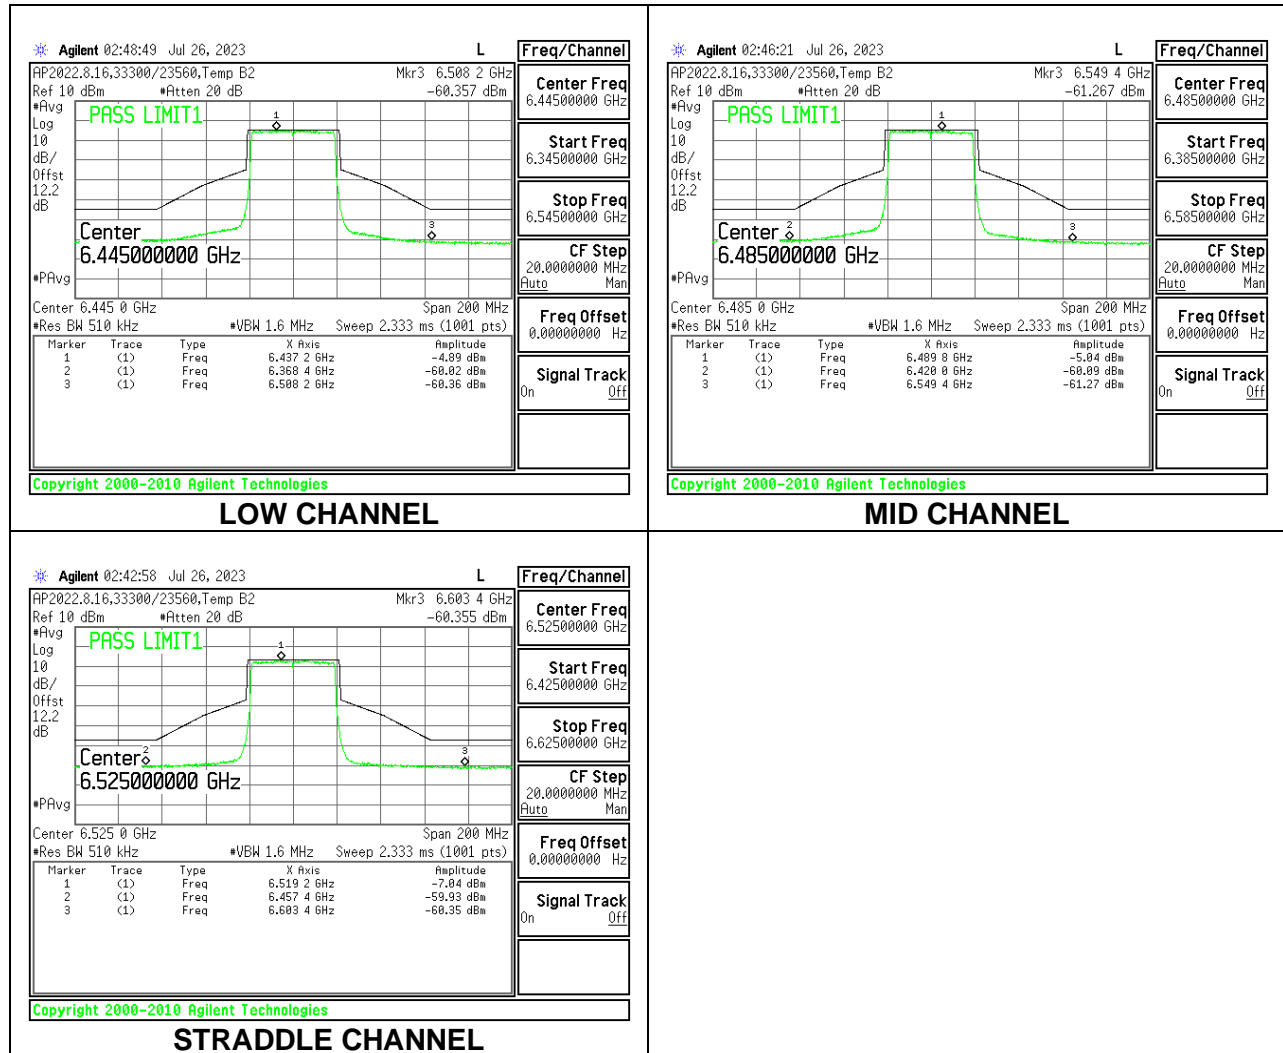 Agilent 02:48:49 Jul 26, 2023 L
Freq/Channel
AP2022.8.16,33300/23560,Temp B2 Mkr3 6.508 2 GHz
Ref 10 dBm #Atten 20 dB -60.357 dBm
#Avg
Log
10
dB/
Offst
12.2
dB
#PAvg
PASS LIMIT1
1
3
Center
6.445000000 GHz
Center 6.445 0 GHz Span 200 MHz
#Res BW 510 kHz #VBW 1.6 MHz Sweep 2.333 ms (1001 pts)
Marker Trace Type X Axis Amplitude
1 (1) Freq 6.437 2 GHz -4.89 dBm
2 (1) Freq 6.368 4 GHz -60.02 dBm
3 (1) Freq 6.508 2 GHz -60.36 dBm
Center Freq
6.44500000 GHz
Start Freq
6.34500000 GHz
Stop Freq
6.54500000 GHz
CF Step
20.0000000 MHz
Auto Man
Freq Offset
0.00000000 Hz
Signal Track
On Off
Copyright 2000-2010 Agilent Technologies
LOW CHANNEL
Agilent 02:46:21 Jul 26, 2023 L
Freq/Channel
AP2022.8.16,33300/23560,Temp B2 Mkr3 6.549 4 GHz
Ref 10 dBm #Atten 20 dB -61.267 dBm
#Avg
Log
10
dB/
Offst
12.2
dB
#PAvg
PASS LIMIT1
1
2
3
Center
6.485000000 GHz
Center 6.485 0 GHz Span 200 MHz
#Res BW 510 kHz #VBW 1.6 MHz Sweep 2.333 ms (1001 pts)
Marker Trace Type X Axis Amplitude
1 (1) Freq 6.489 8 GHz -5.04 dBm
2 (1) Freq 6.420 0 GHz -60.09 dBm
3 (1) Freq 6.549 4 GHz -61.27 dBm
Center Freq
6.48500000 GHz
Start Freq
6.38500000 GHz
Stop Freq
6.58500000 GHz
CF Step
20.0000000 MHz
Auto Man
Freq Offset
0.00000000 Hz
Signal Track
On Off
Copyright 2000-2010 Agilent Technologies
MID CHANNEL
Agilent 02:42:58 Jul 26, 2023 L
Freq/Channel
AP2022.8.16,33300/23560,Temp B2 Mkr3 6.603 4 GHz
Ref 10 dBm #Atten 20 dB -60.355 dBm
#Avg
Log
10
dB/
Offst
12.2
dB
#PAvg
PASS LIMIT1
1
2
3
Center
6.525000000 GHz
Center 6.525 0 GHz Span 200 MHz
#Res BW 510 kHz #VBW 1.6 MHz Sweep 2.333 ms (1001 pts)
Marker Trace Type X Axis Amplitude
1 (1) Freq 6.519 2 GHz -7.04 dBm
2 (1) Freq 6.457 4 GHz -59.93 dBm
3 (1) Freq 6.603 4 GHz -60.35 dBm
Center Freq
6.52500000 GHz
Start Freq
6.42500000 GHz
Stop Freq
6.62500000 GHz
CF Step
20.0000000 MHz
Auto Man
Freq Offset
0.00000000 Hz
Signal Track
On Off
Copyright 2000-2010 Agilent Technologies
STRADDLE CHANNEL